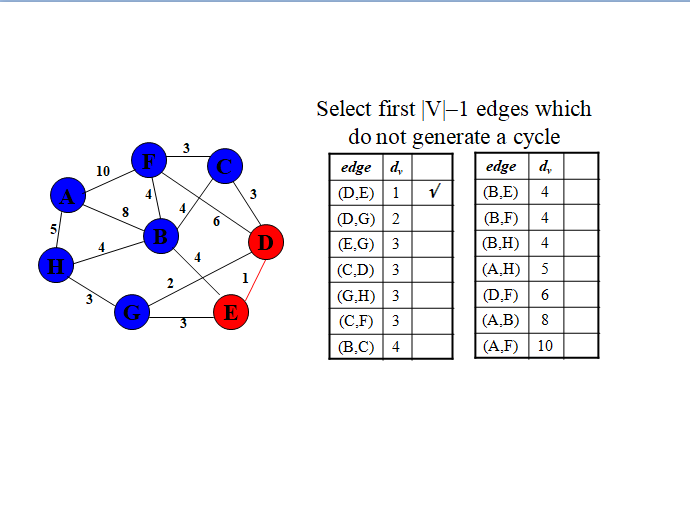 Select first |V|–1 edges which
do not generate a cycle
3
F
C
10
A
4
3
8
4
6
5
B
D
4
4
H
2
1
3
G
3
E
edge dv
(D,E) 1 √
(D,G) 2
(E,G) 3
(C,D) 3
(G,H) 3
(C,F) 3
(B,C) 4
edge dv
(B,E) 4
(B,F) 4
(B,H) 4
(A,H) 5
(D,F) 6
(A,B) 8
(A,F) 10